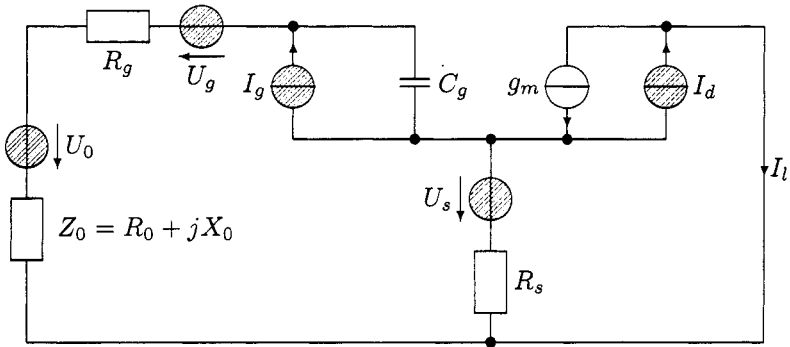 R_g
U_g
I_g
C_g
g_m
I_d
U_0
I_l
U_s
Z_0 = R_0 + jX_0
R_s